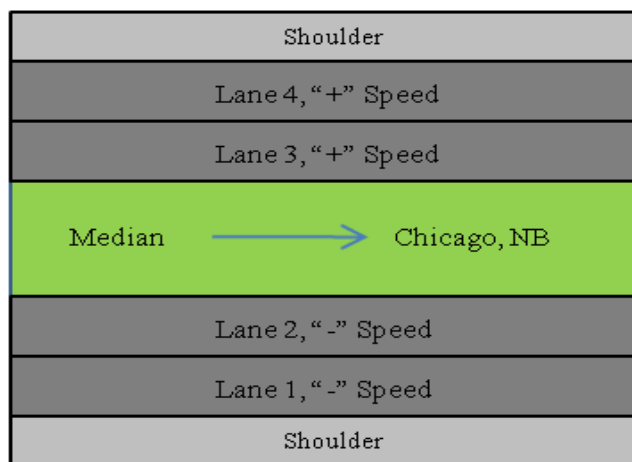 Shoulder
Lane 4, “+” Speed
Lane 3, “+” Speed
Median Chicago, NB
Lane 2, “-” Speed
Lane 1, “-” Speed
Shoulder